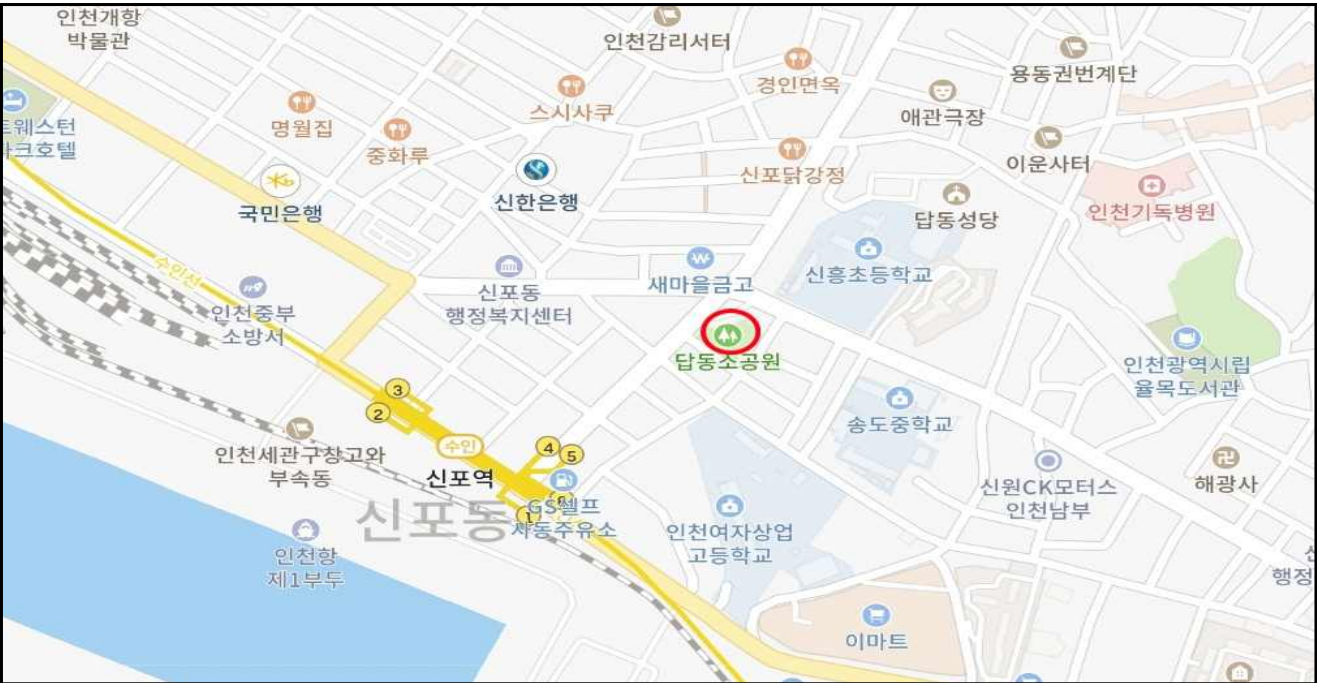 인천개항
박물관
인천감리서터
용동권번계단
경인면옥
스시사쿠
애관극장
명월집
중화루
이운사터
신포닭강정
신한은행
국민은행
답동성당
인천기독병원
신흥초등학교
새마을금고
수인선
신포동
행정복지센터
인천중부
소방서
답동소공원
인천광역시립
율목도서관
3
2
송도중학교
수인
4
5
인천세관구창고와
부속동
신포역
신포동
1
GS셀프
자동주유소
신원CK모터스
인천남부
해광사
인천여자상업
고등학교
인천항
제1부두
행정
이마트